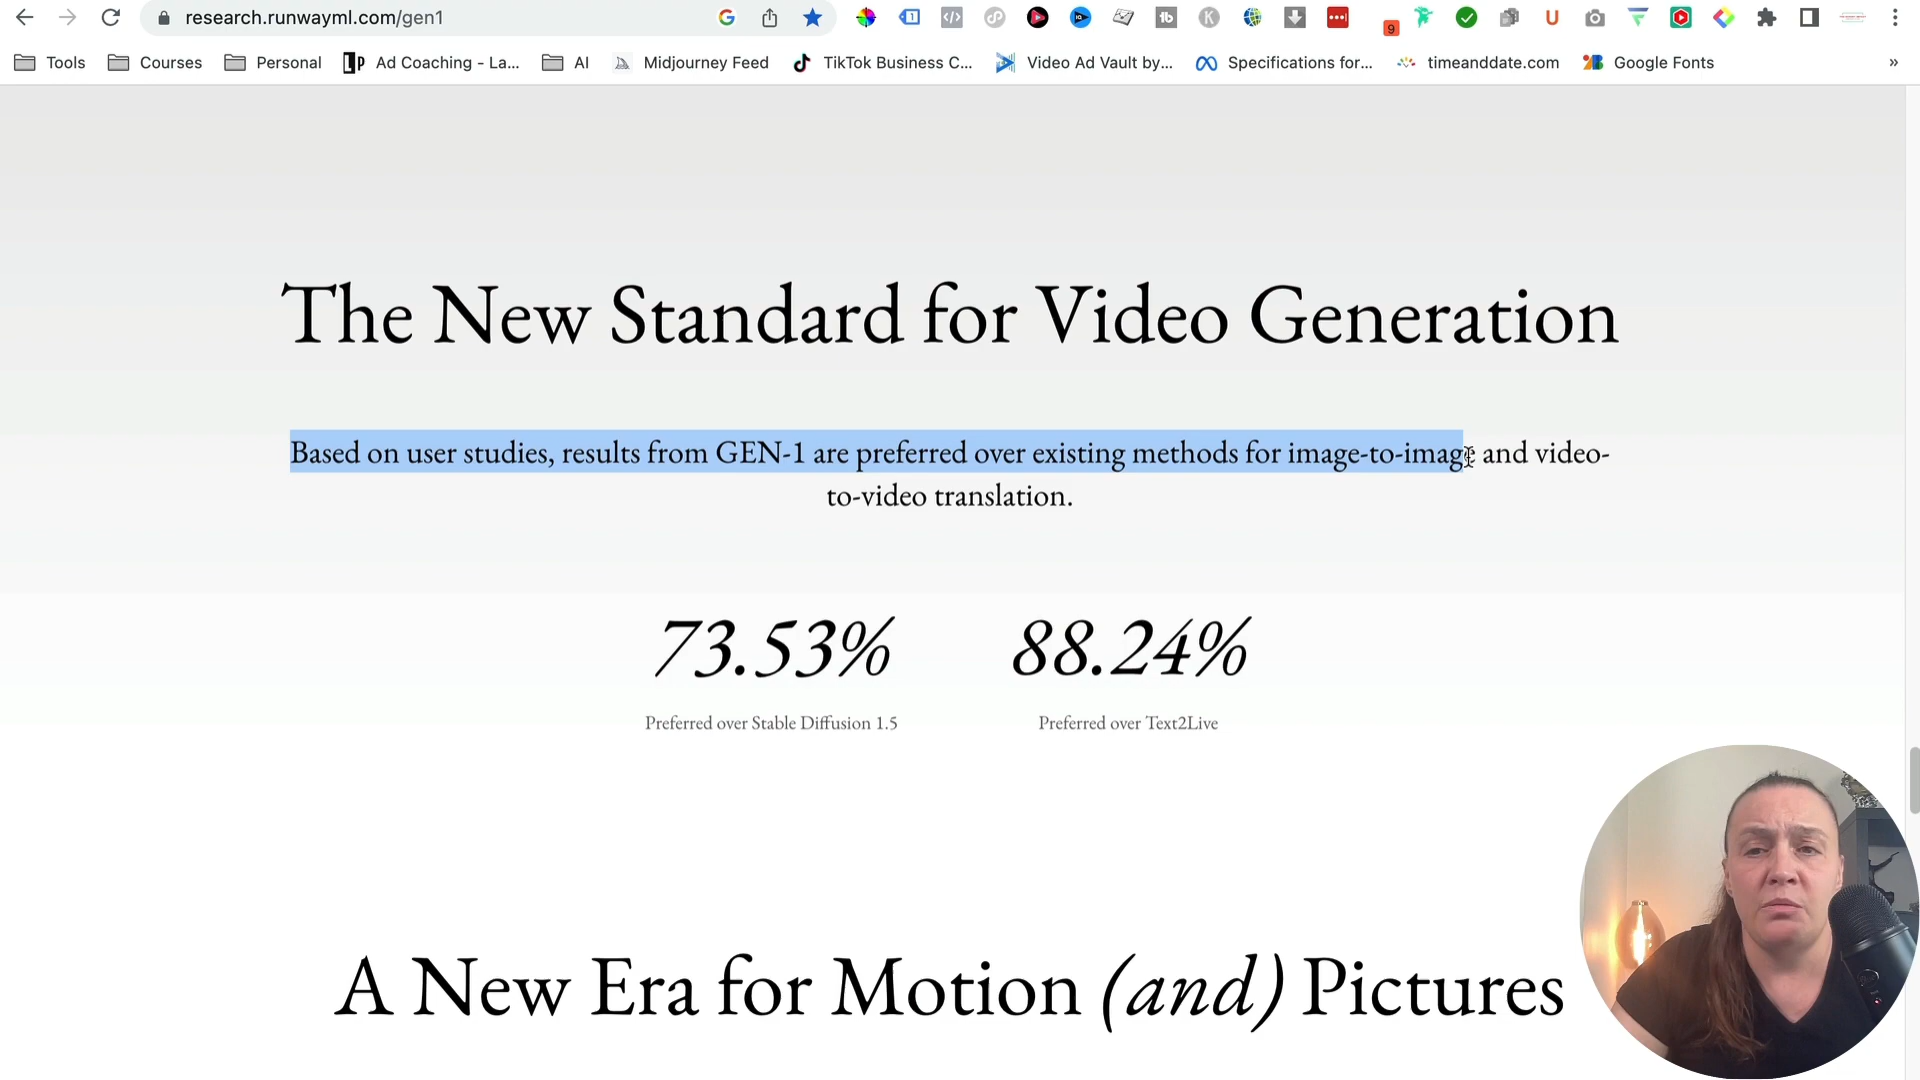 research.runwayml.com/gen1
9
Tools Courses Personal Ad Coaching - La... AI Midjourney Feed TikTok Business C... Video Ad Vault by... Specifications for... timeanddate.com Google Fonts »
The New Standard for Video Generation
Based on user studies, results from GEN-1 are preferred over existing methods for image-to-image and video-
to-video translation.
73.53% 88.24%
Preferred over Stable Diffusion 1.5 Preferred over Text2Live
A New Era for Motion (and) Pictures